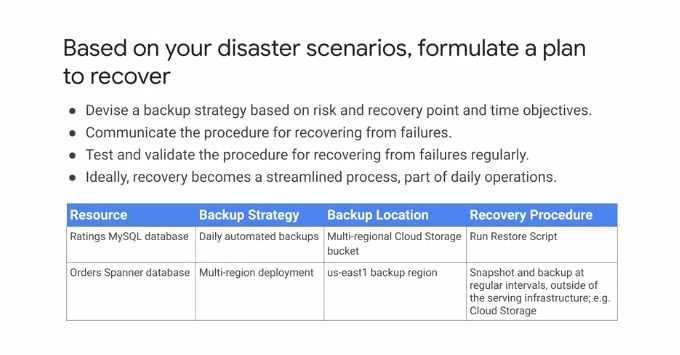 Based on your disaster scenarios, formulate a plan
to recover
● Devise a backup strategy based on risk and recovery point and time objectives.
● Communicate the procedure for recovering from failures.
● Test and validate the procedure for recovering from failures regularly.
● Ideally, recovery becomes a streamlined process, part of daily operations.
Resource Backup Strategy Backup Location Recovery Procedure
Ratings MySQL database Daily automated backups Multi-regional Cloud Storage Run Restore Script
bucket
Orders Spanner database Multi-region deployment us-east1 backup region Snapshot and backup at
regular intervals, outside of
the serving infrastructure; e.g.
Cloud Storage